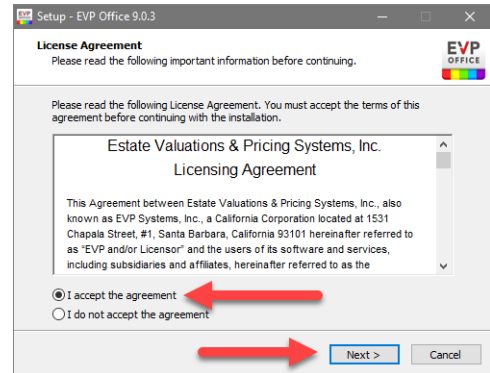 Setup - EVP Office 9.0.3
License Agreement
Please read the following important information before continuing.
EVP
OFFICE
Please read the following License Agreement. You must accept the terms of this
agreement before continuing with the installation.
Estate Valuations & Pricing Systems, Inc.
Licensing Agreement
This Agreement between Estate Valuations & Pricing Systems, Inc., also
known as EVP Systems, Inc., a California Corporation located at 1531
Chapala Street, #1, Santa Barbara, California 93101 hereinafter referred to
as "EVP and/or Licensor" and the users of its software and services,
including subsidiaries and affiliates, hereinafter referred to as the
I accept the agreement
I do not accept the agreement
Next >
Cancel